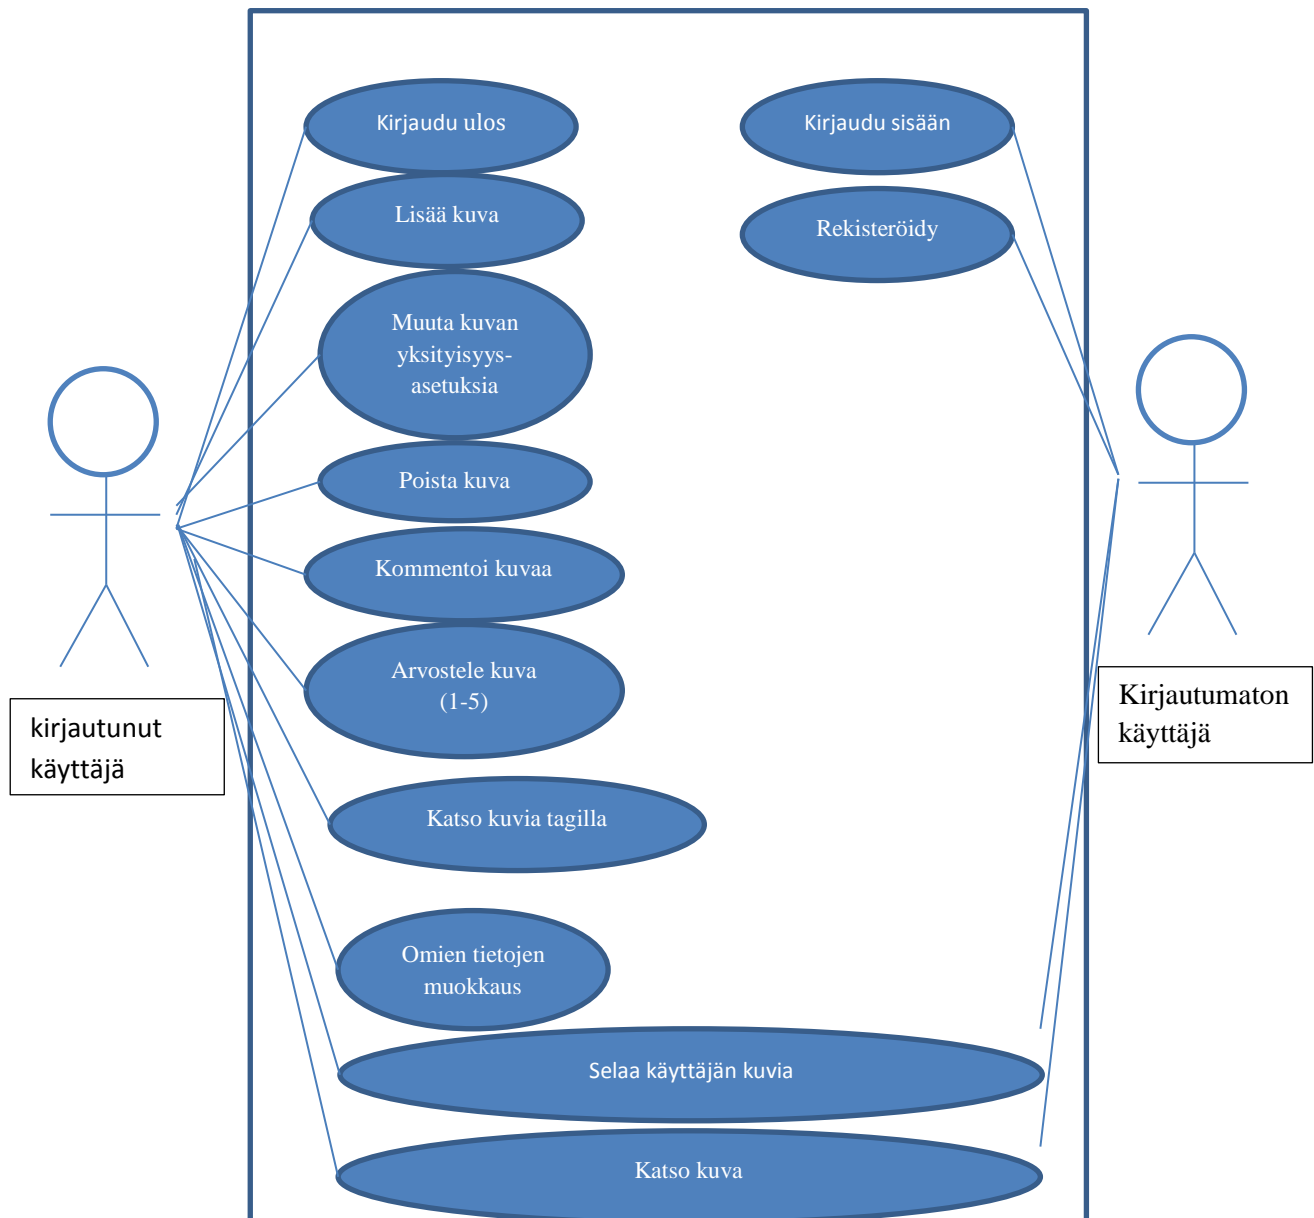 Kirjaudu ulos
Kirjaudu sisään
Lisää kuva
Rekisteröidy
Muuta kuvan
yksityisyys-
asetuksia
Poista kuva
Kommentoi kuvaa
Arvostele kuva
(1-5)
kirjautunut
käyttäjä
Kirjautumaton
käyttäjä
Katso kuvia tagilla
Omien tietojen
muokkaus
Selaa käyttäjän kuvia
Katso kuva